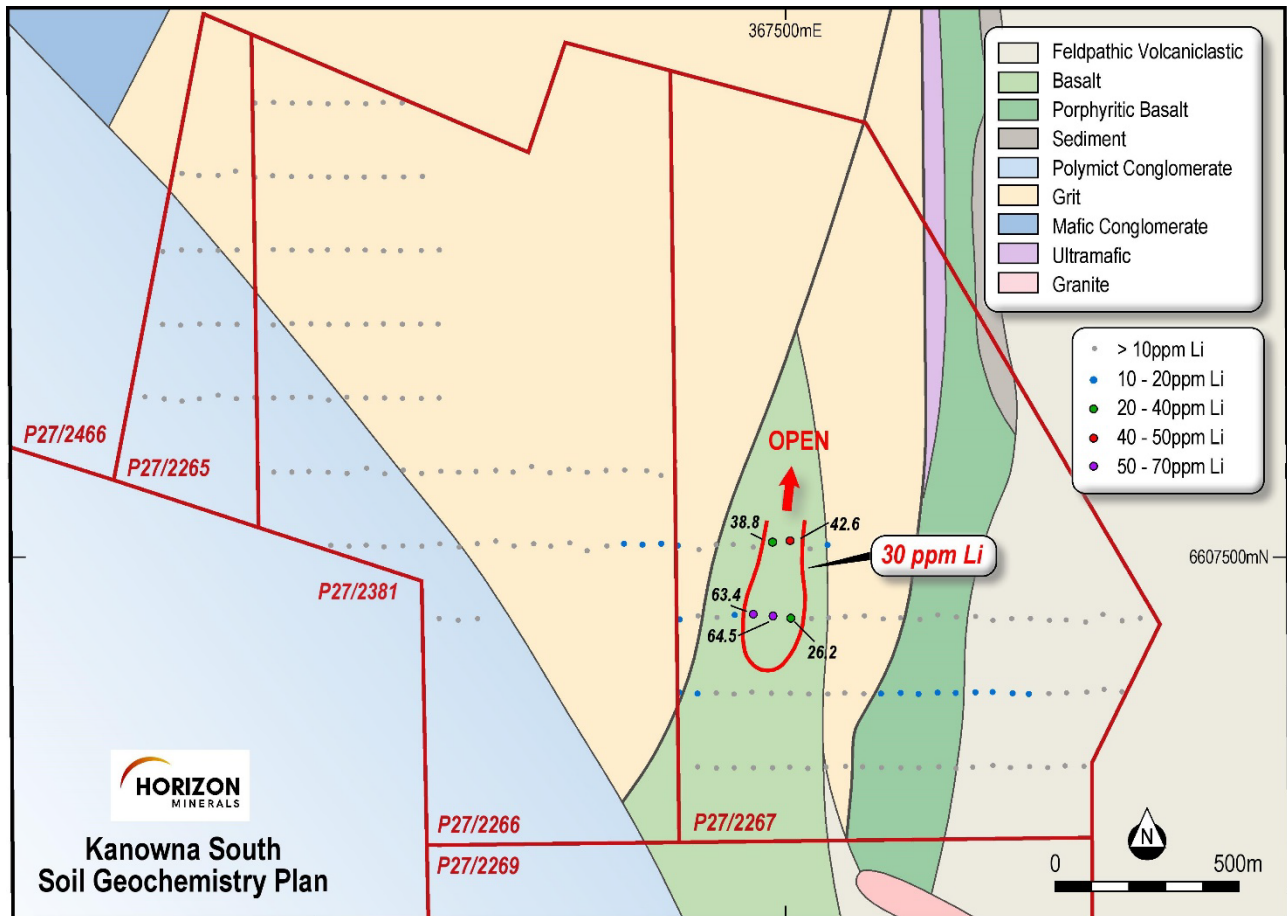 367500mE
Feldpathic Volcaniclastic
Basalt
Porphyritic Basalt
Sediment
Polymict Conglomerate
Grit
Mafic Conglomerate
Ultramafic
Granite
> 10ppm Li
10 - 20ppm Li
20 - 40ppm Li
40 - 50ppm Li
50 - 70ppm Li
P27/2466
P27/2265
OPEN
38.8
42.6
30 ppm Li
6607500mN
P27/2381
63.4
64.5
26.2
HORIZON
MINERALS
Kanowna South
Soil Geochemistry Plan
P27/2266
P27/2267
P27/2269
N
0 500m